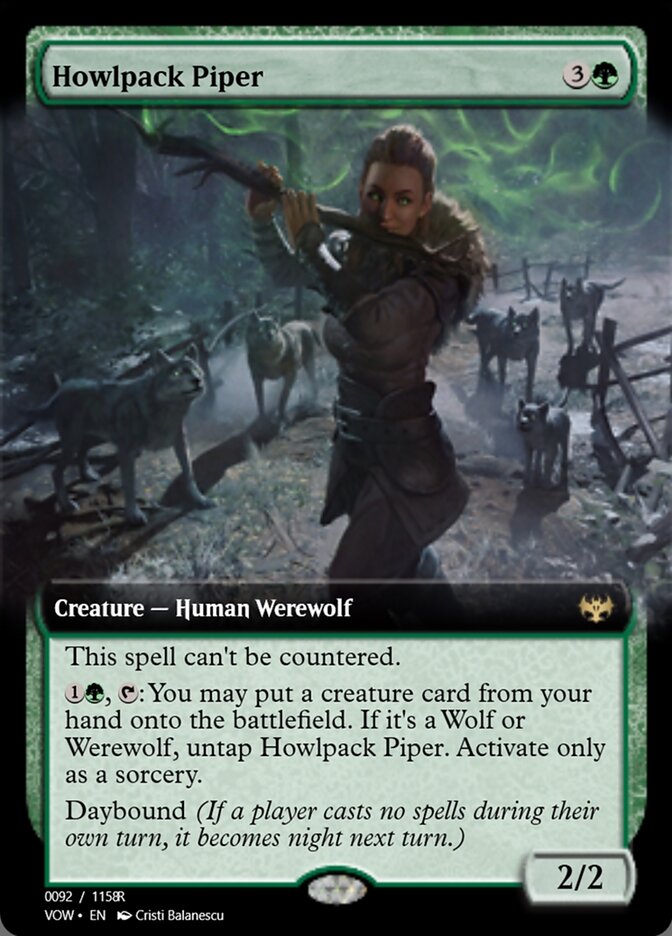 Howlpack Piper
3
Creature — Human Werewolf
This spell can't be countered.
1, : You may put a creature card from your
hand onto the battlefield. If it's a Wolf or
Werewolf, untap Howlpack Piper. Activate only
as a sorcery.
Daybound (If a player casts no spells during their
own turn, it becomes night next turn.)
2/2
0092 / 1158R
VOW • EN Cristi Balanescu